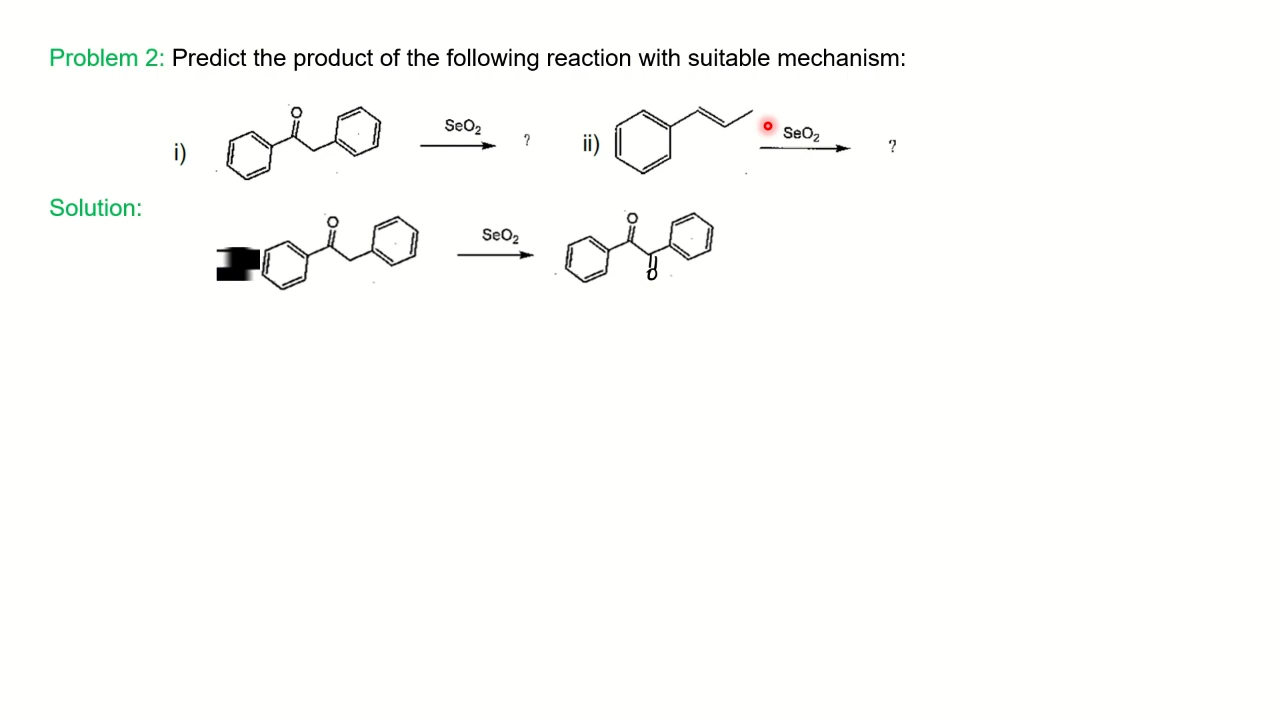 Problem 2: Predict the product of the following reaction with suitable mechanism:
i) O SeO₂ ? ii) SeO₂ ?
Solution:
O SeO₂ O O